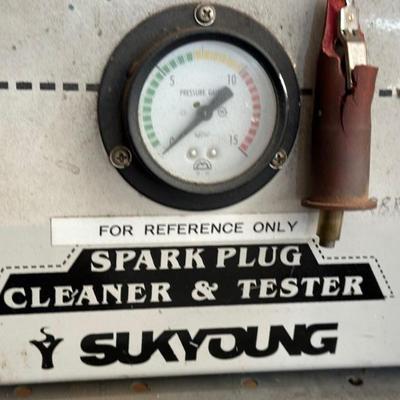 5
10
PRESSURE GAUGE
0
15
FOR REFERENCE ONLY
SPARK PLUG
CLEANER & TESTER
SUKYOUNG